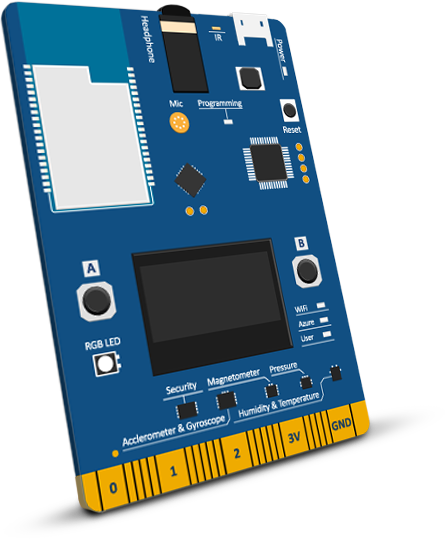 Headphone
IR
Power
Mic
Programming
Reset
A
B
RGB LED
WiFi
Azure
User
Security
Magnetometer
Pressure
Acclerometer & Gyroscope
Humidity & Temperature
0
1
2
3V
GND